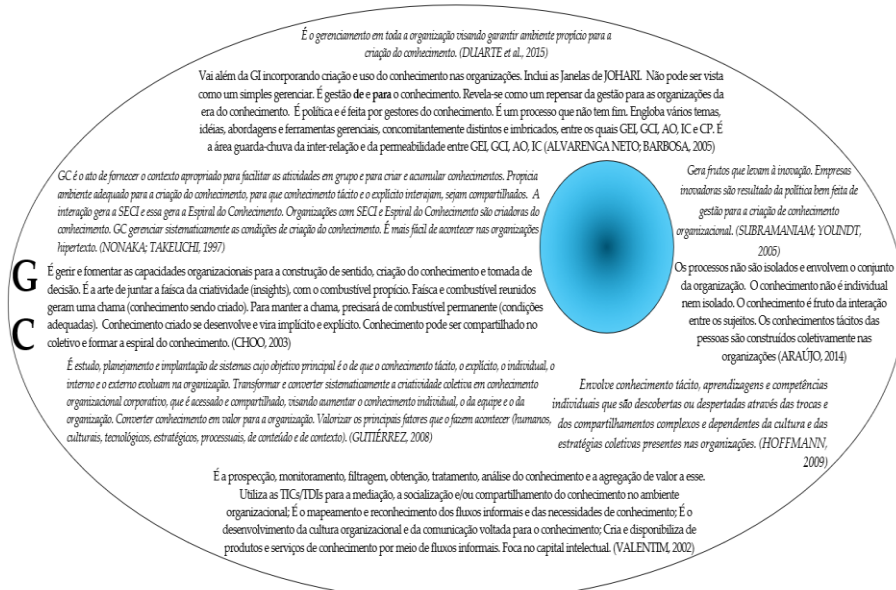 É o gerenciamento em toda a organização visando garantir ambiente propício para a
criação do conhecimento. (DUARTE et al., 2015)
Vai além da GI incorporando criação e uso do conhecimento nas organizações. Inclui as Janelas de JOHARI. Não pode ser vista
como um simples gerenciar. É gestão de e para o conhecimento. Revela-se como um repensar da gestão para as organizações da
era do conhecimento. É política e é feita por gestores do conhecimento. É um processo que não tem fim. Engloba vários temas,
idéias, abordagens e ferramentas gerenciais, concomitantemente distintos e imbricados, entre os quais GEI, GCI, AO, IC e CP. É
a área guarda-chuva da inter-relação e da permeabilidade entre GEI, GCI, AO, IC (ALVARENGA NETO; BARBOSA, 2005)
GC é o ato de fornecer o contexto apropriado para facilitar as atividades em grupo e para criar e acumular conhecimentos. Propicia
ambiente adequado para a criação do conhecimento, para que conhecimento tácito e o explícito interajam, sejam compartilhados. A
interação gera a SECI e essa gera a Espiral do Conhecimento. Organizações com SECI e Espiral do Conhecimento são criadoras do
conhecimento. GC gerenciar sistematicamente as condições de criação do conhecimento. É mais fácil de acontecer nas organizações
hipertexto. (NONAKA; TAKEUCHI, 1997)
Gera frutos que levam à inovação. Empresas
inovadoras são resultado da política bem feita de
gestão para a criação de conhecimento
organizacional. (SUBRAMANIAM; YOUNDT,
2005)
G
C
É gerir e fomentar as capacidades organizacionais para a construção de sentido, criação do conhecimento e tomada de
decisão. É a arte de juntar a faísca da criatividade (insights), com o combustível propício. Faísca e combustível reunidos
geram uma chama (conhecimento sendo criado). Para manter a chama, precisará de combustível permanente (condições
adequadas). Conhecimento criado se desenvolve e vira implícito e explícito. Conhecimento pode ser compartilhado no
coletivo e formar a espiral do conhecimento. (CHOO, 2003)
Os processos não são isolados e envolvem o conjunto
da organização. O conhecimento não é individual
nem isolado. O conhecimento é fruto da interação
entre os sujeitos. Os conhecimentos tácitos das
pessoas são construídos coletivamente nas
organizações (ARAÚJO, 2014)
É estudo, planejamento e implantação de sistemas cujo objetivo principal é o de que o conhecimento tácito, o explícito, o individual, o
interno e o externo evoluam na organização. Transformar e converter sistematicamente a criatividade coletiva em conhecimento
organizacional corporativo, que é acessado e compartilhado, visando aumentar o conhecimento individual, o da equipe e o da
organização. Converter conhecimento em valor para a organização. Valorizar os principais fatores que o fazem acontecer (humanos,
culturais, tecnológicos, estratégicos, processuais, de conteúdo e de contexto). (GUTIÉRREZ, 2008)
Envolve conhecimento tácito, aprendizagens e competências
individuais que são descobertas ou despertadas através das trocas e
dos compartilhamentos complexos e dependentes da cultura e das
estratégias coletivas presentes nas organizações. (HOFFMANN,
2009)
É a prospecção, monitoramento, filtragem, obtenção, tratamento, análise do conhecimento e a agregação de valor a esse.
Utiliza as TICs/TDIs para a mediação, a socialização e/ou compartilhamento do conhecimento no ambiente
organizacional; É o mapeamento e reconhecimento dos fluxos informais e das necessidades de conhecimento; É o
desenvolvimento da cultura organizacional e da comunicação voltada para o conhecimento; Cria e disponibiliza de
produtos e serviços de conhecimento por meio de fluxos informais. Foca no capital intelectual. (VALENTIM, 2002)